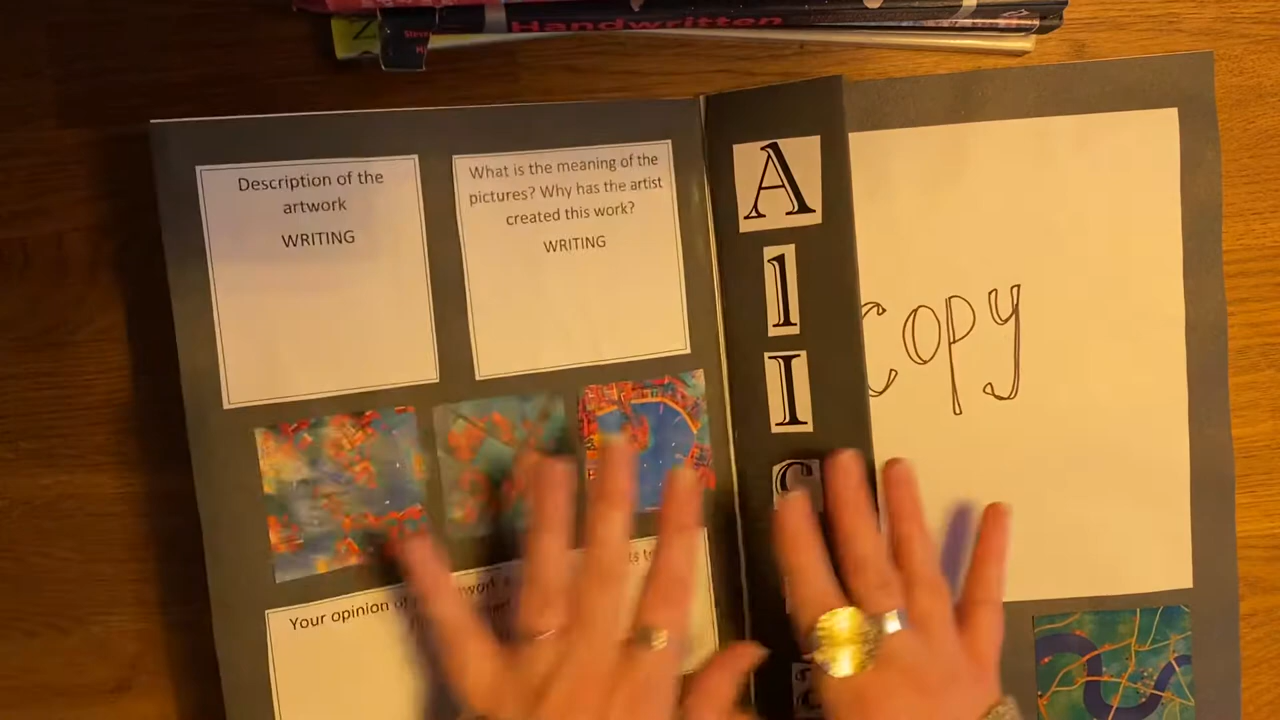 Handwritten
Description of the
artwork
WRITING
What is the meaning of the
pictures? Why has the artist
created this work?
WRITING
A
l
I
c
Copy
Your opinion of